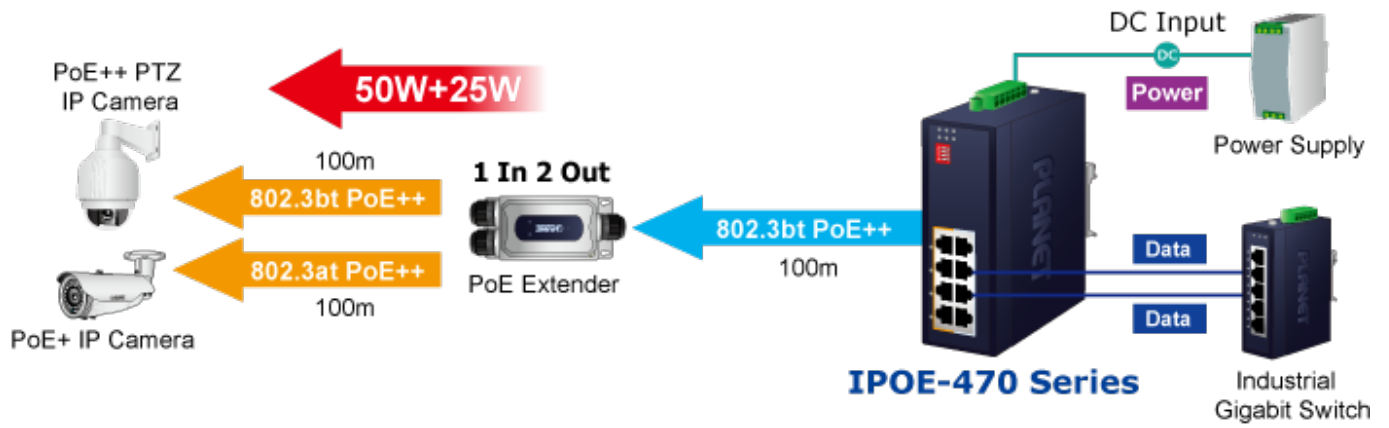 PoE++ PTZ
IP Camera
50W+25W
100m
802.3bt PoE++
802.3at PoE++
100m
PoE+ IP Camera
1 In 2 Out
PoE Extender
802.3bt PoE++
100m
DC Input
DC
Power
Power Supply
PLANET
IPOE-470 Series
Data
Data
PLANET
Industrial
Gigabit Switch